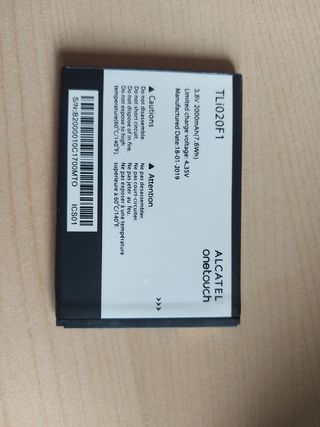 TLi020F1
ALCATEL
onetouch
3.8V 2000mAh(7.6Wh)
Limited charge voltage: 4.35V
Manufactured Date:18-01-2019
Cautions
Do not disassemble.
Do not short circuit.
Do not dispose of in fire.
Do not expose to high
temperature(60°C/140°F).
Attention
Ne pas desassembler.
Ne pas court-circuiter.
Ne pas jeter au feu.
Ne pas exposer à une température
supérieure à 60°C/140°F.
>>>
S/N:B2000010C1700MTO
ICS01